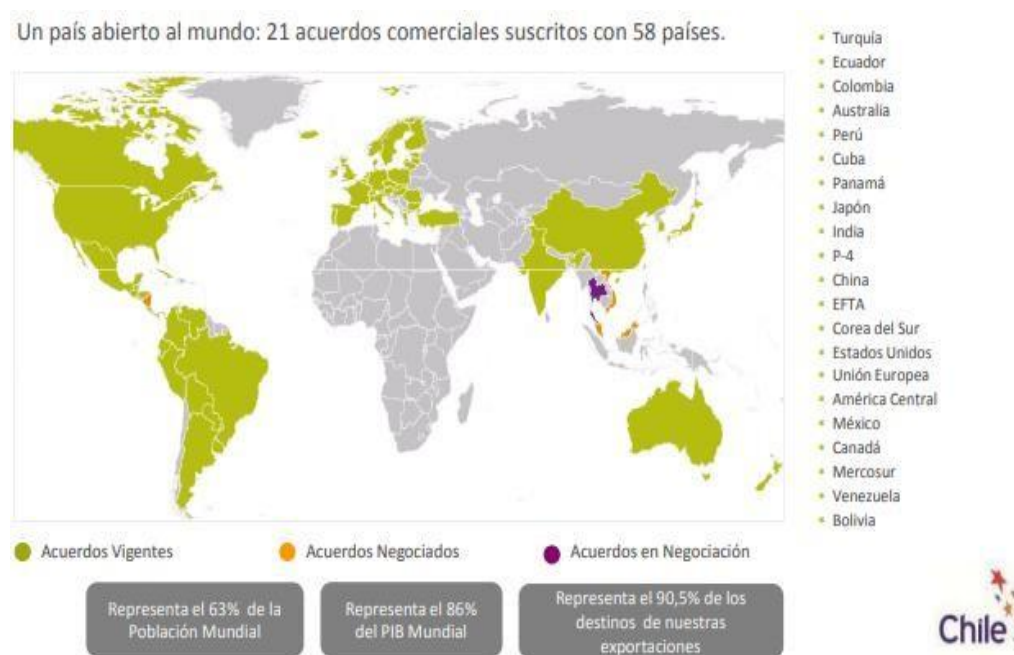 Un país abierto al mundo: 21 acuerdos comerciales suscritos con 58 países.
Turquía
Ecuador
Colombia
Australia
Perú
Cuba
Panamá
Japón
India
P-4
China
EFTA
Corea del Sur
Estados Unidos
Unión Europea
América Central
México
Canadá
Mercosur
Venezuela
Bolivia
Acuerdos Vigentes
Acuerdos Negociados
Acuerdos en Negociación
Representa el 63% de la
Población Mundial
Representa el 86%
del PIB Mundial
Representa el 90,5% de los
destinos de nuestras
exportaciones
Chile